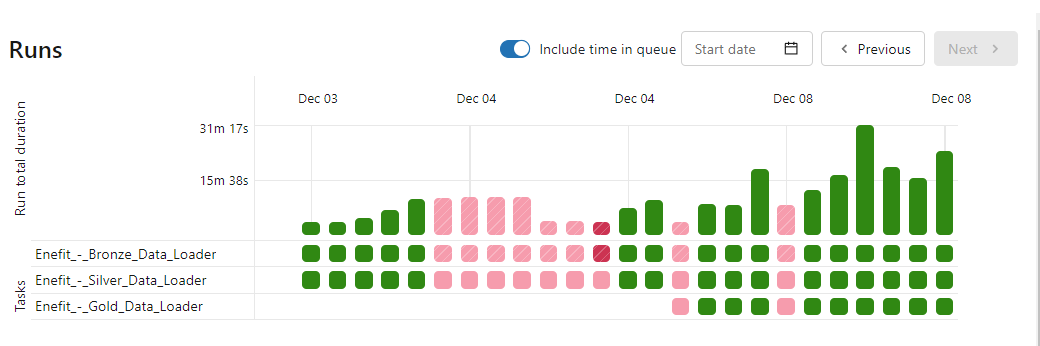 Runs
Include time in queue
Start date
Previous
Next
Dec 03
Dec 04
Dec 04
Dec 08
Dec 08
Run total duration
31m 17s
15m 38s
Tasks
Enefit_-_Bronze_Data_Loader
Enefit_-_Silver_Data_Loader
Enefit_-_Gold_Data_Loader